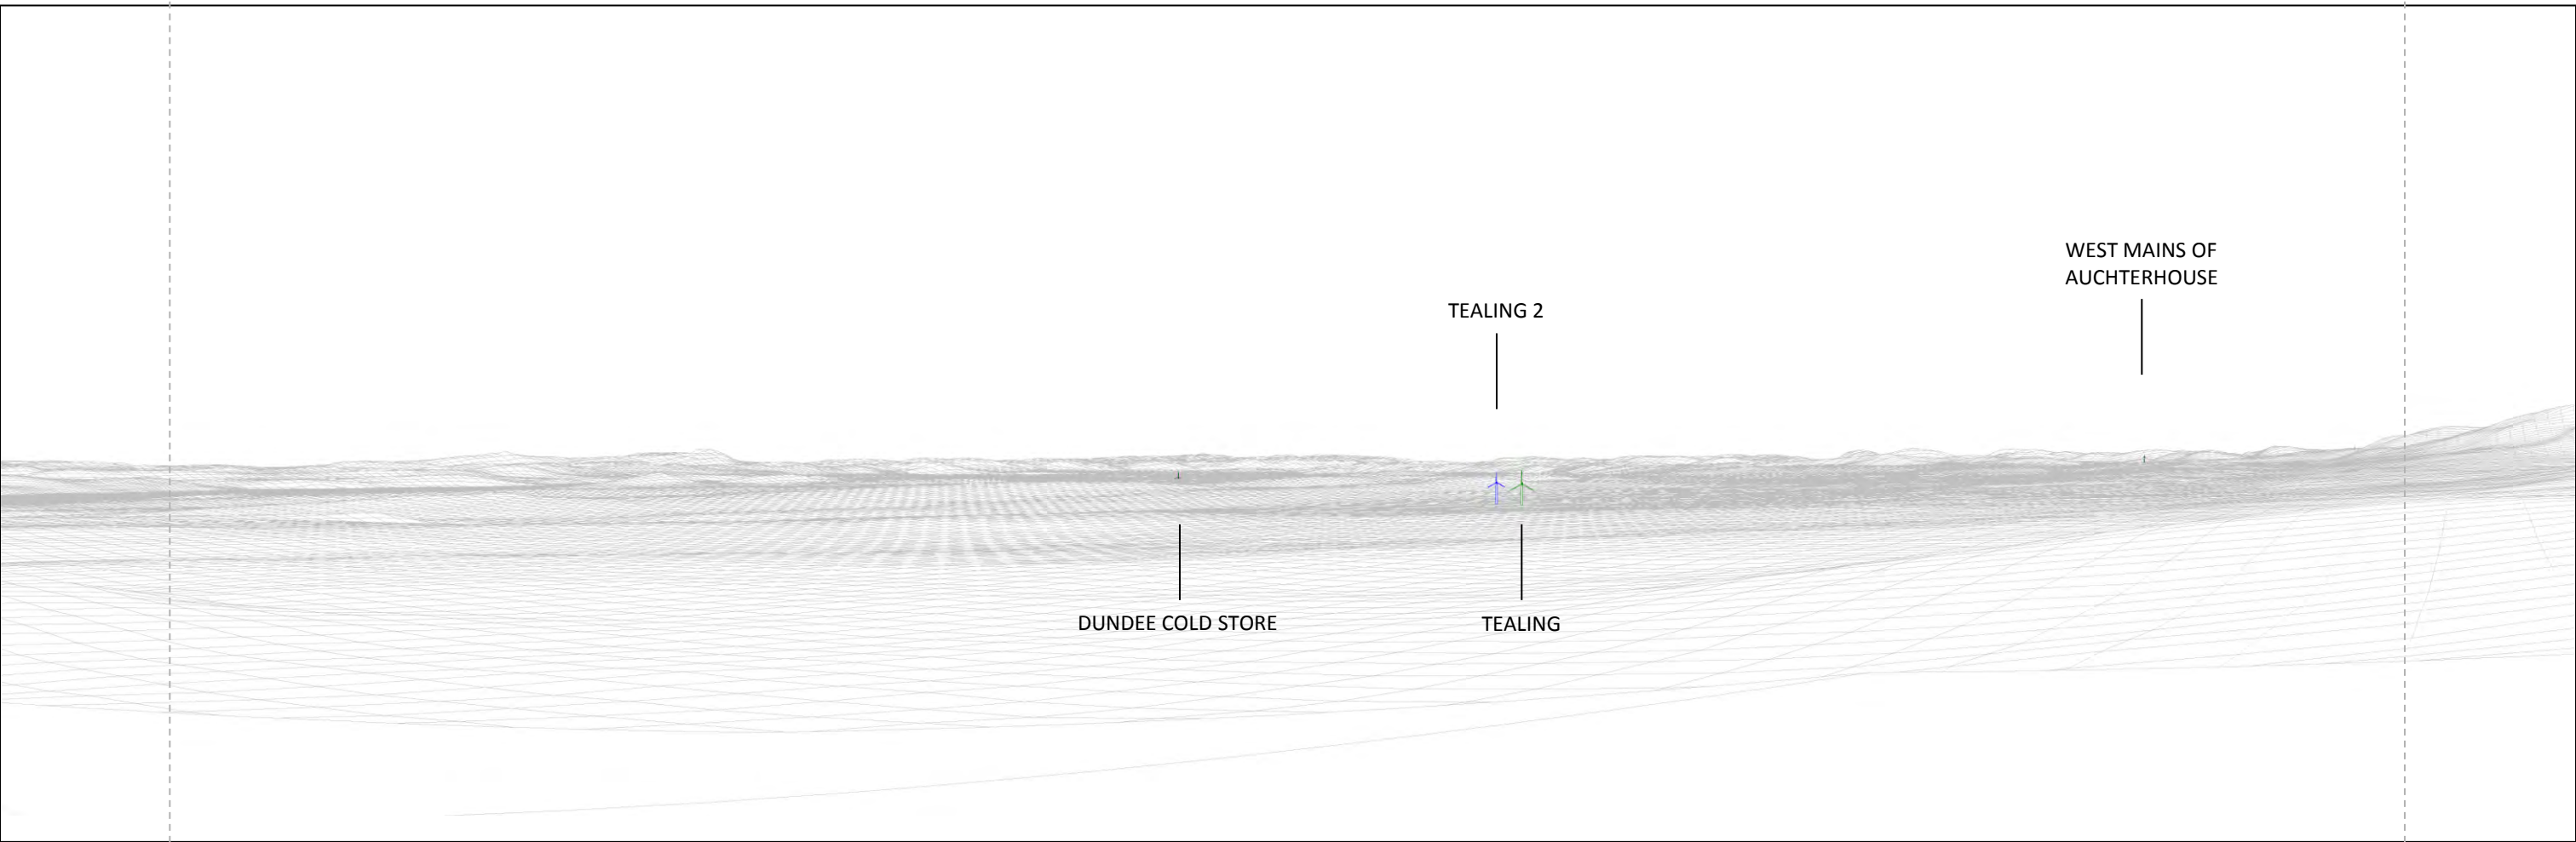 WEST MAINS OF
AUCHTERHOUSE
TEALING 2
DUNDEE COLD STORE
TEALING